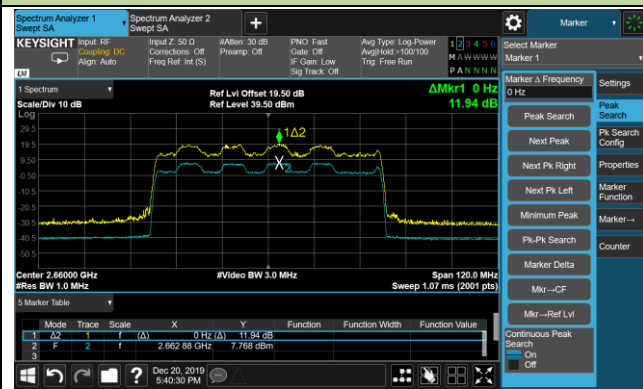 Spectrum Analyzer 1
Swept SA
Spectrum Analyzer 2
Swept SA
+
Marker
KEYSIGHT
Input: RF
Coupling: DC
Align: Auto
Input Z: 50 Ω
Corrections: Off
Freq Ref: Int (S)
#Atten: 30 dB
Preamp: Off
PNO: Fast
Gate: Off
IF Gain: Low
Sig Track: Off
Avg Type: Log-Power
Avg|Hold:>100/100
Trig: Free Run
1 2 3 4 5 6
M A W W W W
P A N N N N
LXI
Select Marker
Marker 1
1 Spectrum
Scale/Div 10 dB
Log
Ref Lvl Offset 19.50 dB
Ref Level 39.50 dBm
ΔMkr1 0 Hz
11.94 dB
29.5
19.5
9.50
-0.50
-10.5
-20.5
-30.5
-40.5
-50.5
1Δ2
Center 2.66000 GHz
#Res BW 1.0 MHz
#Video BW 3.0 MHz
Span 120.0 MHz
Sweep 1.07 ms (2001 pts)
5 Marker Table
Mode Trace Scale X Y Function Function Width Function Value
1 Δ2 1 f (Δ) 0 Hz (Δ) 11.94 dB
2 F 2 f 2.662 88 GHz 7.768 dBm
3
Marker Δ Frequency
0 Hz
Peak Search
Next Peak
Next Pk Right
Next Pk Left
Minimum Peak
Pk-Pk Search
Marker Delta
Mkr→CF
Mkr→Ref Lvl
Continuous Peak
Search
On
Off
Settings
Peak
Search
Pk Search
Config
Properties
Marker
Function
Marker→
Counter
?
Dec 20, 2019
5:40:30 PM